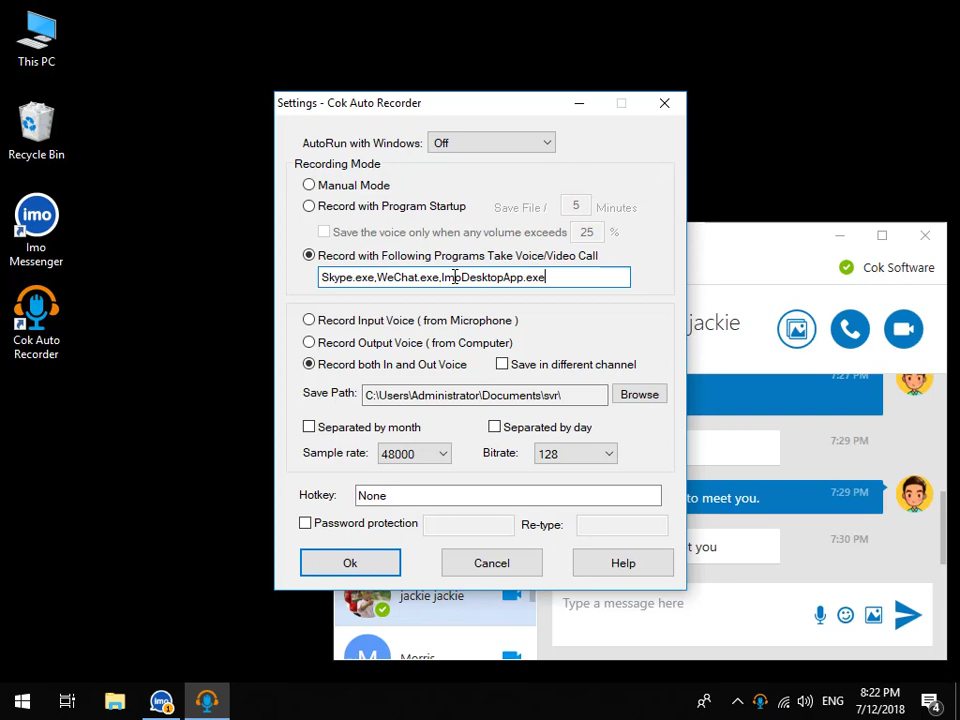 This PC
Recycle Bin
imo
Imo
Messenger
Cok Auto
Recorder
Settings - Cok Auto Recorder
AutoRun with Windows: Off
Recording Mode
Manual Mode
Record with Program Startup Save File / 5 Minutes
Save the voice only when any volume exceeds 25 %
Record with Following Programs Take Voice/Video Call
Skype.exe,WeChat.exe,ImoDesktopApp.exe
Record Input Voice ( from Microphone )
Record Output Voice ( from Computer)
Record both In and Out Voice Save in different channel
Save Path: C:\Users\Administrator\Documents\svr\ Browse
Separated by month Separated by day
Sample rate: 48000 Bitrate: 128
Hotkey: None
Password protection Re-type:
Ok Cancel Help
Cok Software
jackie
7:27 PM
7:29 PM
to meet you. 7:29 PM
t you 7:30 PM
jackie jackie
M Morris
Type a message here
imo 1
ENG
8:22 PM
7/12/2018
4